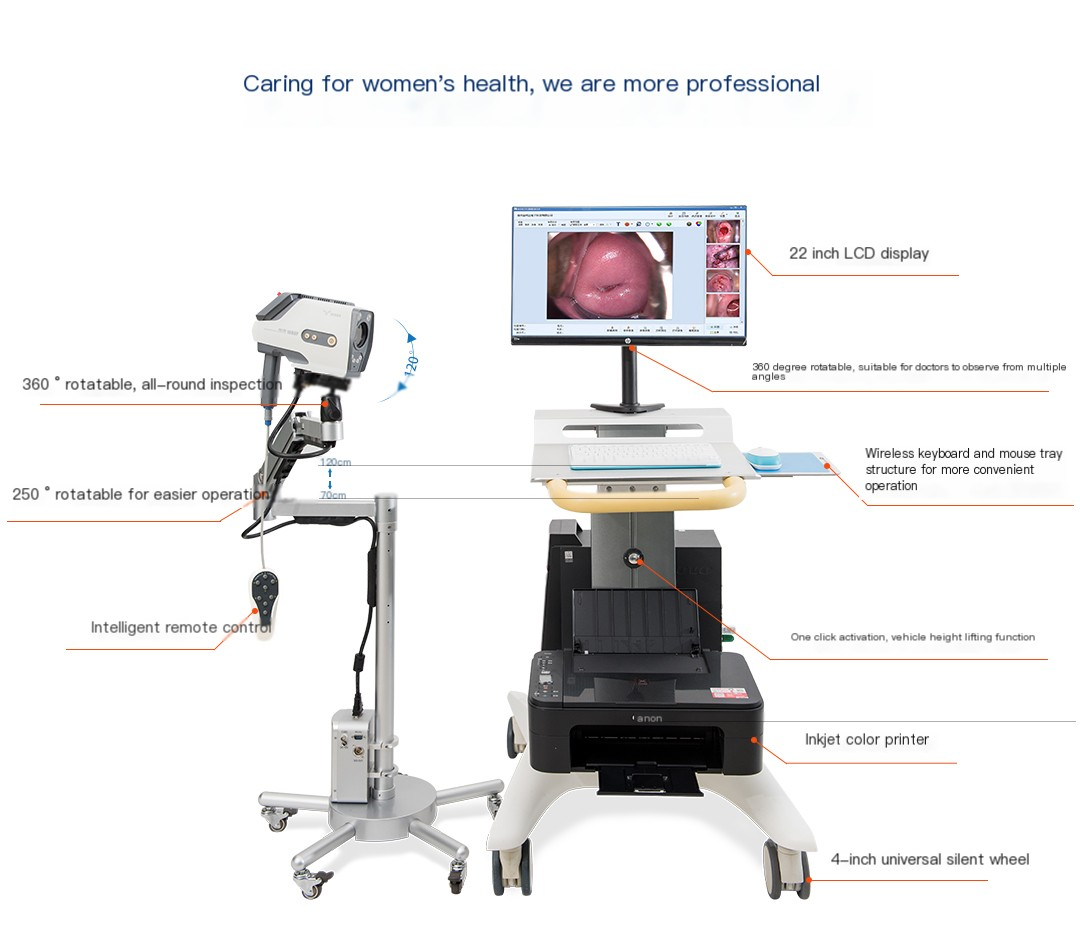 Caring for women's health, we are more professional
22 inch LCD display
360 degree rotatable, suitable for doctors to observe from multiple
angles
120°
360 ° rotatable, all-round inspection
Wireless keyboard and mouse tray
structure for more convenient
operation
120cm
250 ° rotatable for easier operation
70cm
Intelligent remote control
One click activation, vehicle height lifting function
anon
Inkjet color printer
4-inch universal silent wheel